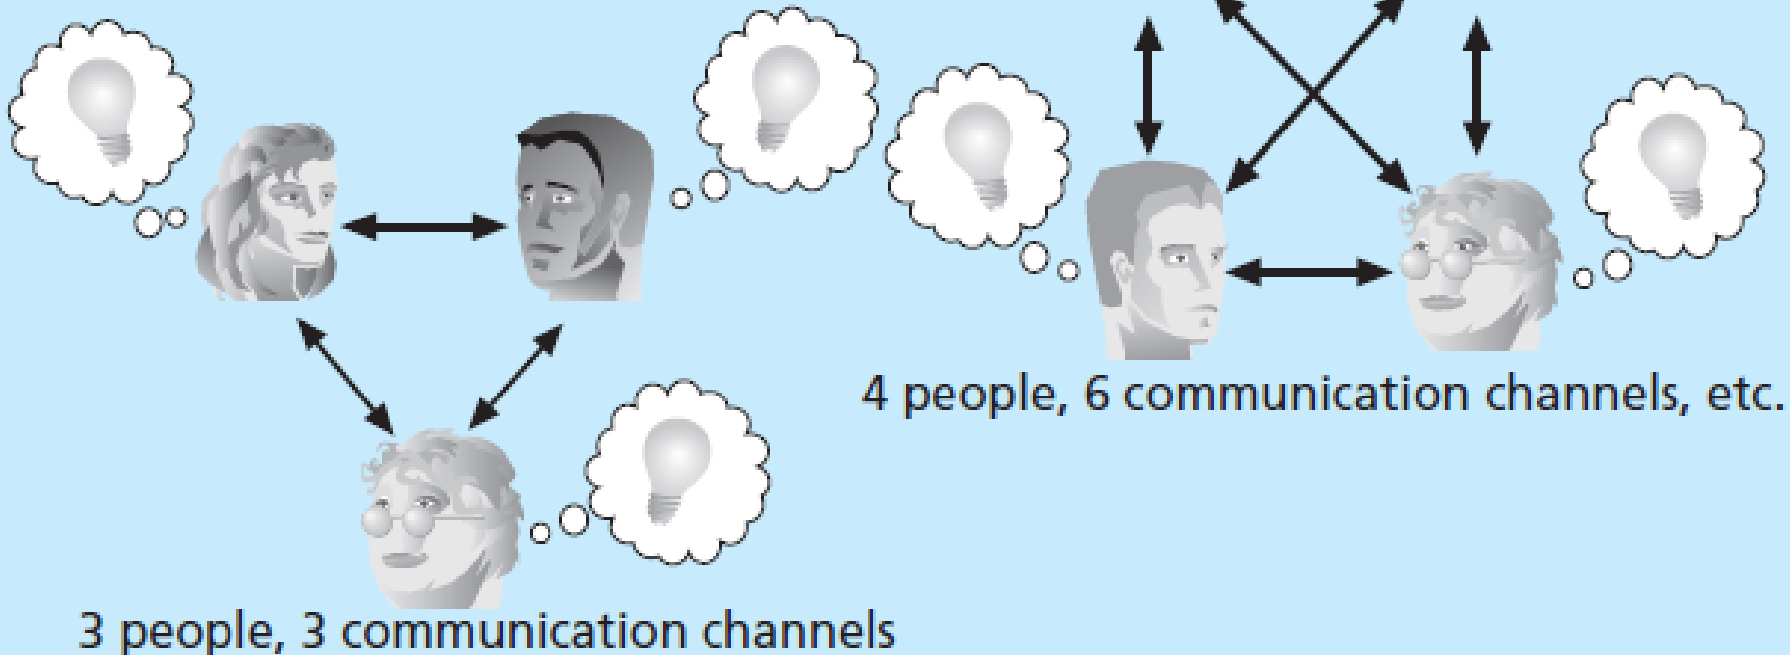 4 people, 6 communication channels, etc.
3 people, 3 communication channels